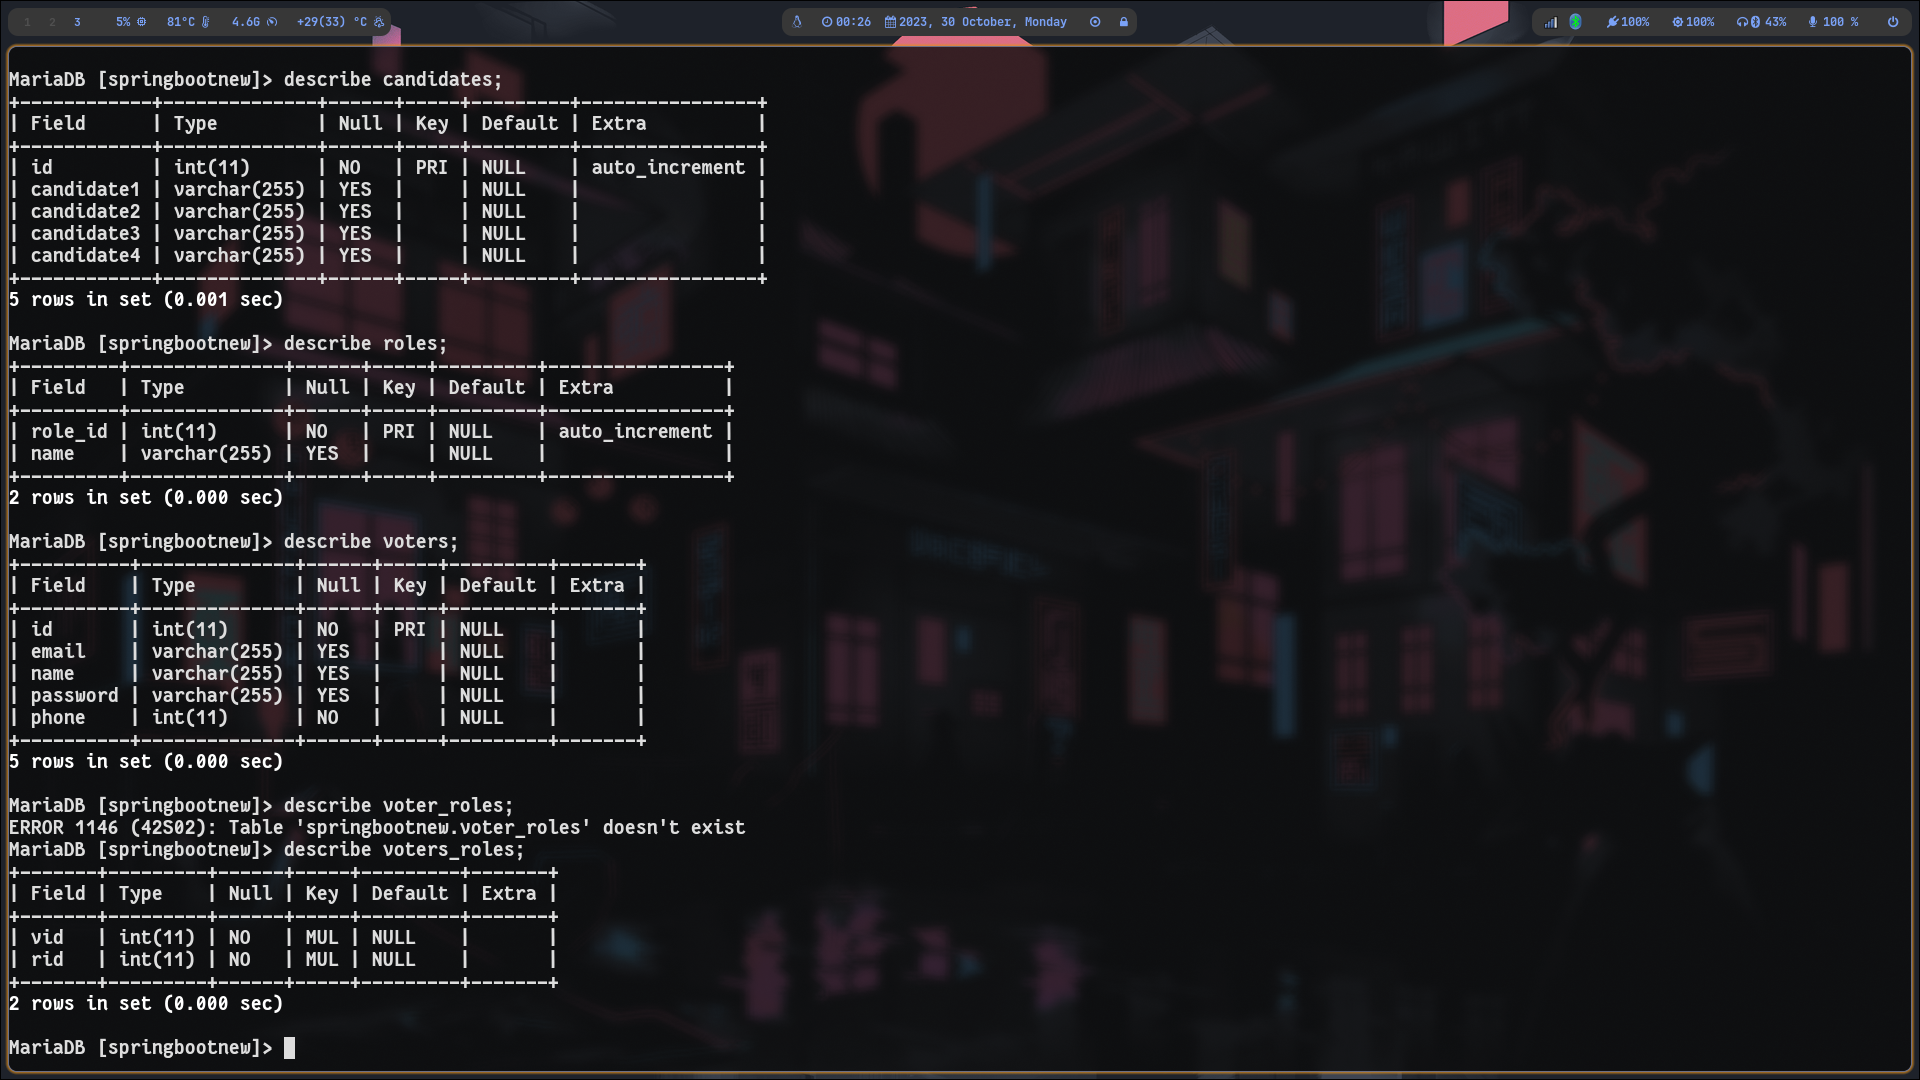 1 2 3 5% 81°C 4.6G +29(33) °C 00:26 2023, 30 October, Monday 100% 100% 43% 100 %
MariaDB [springbootnew]> describe candidates;
+------------+--------------+------+-----+---------+----------------+
| Field      | Type         | Null | Key | Default | Extra          |
+------------+--------------+------+-----+---------+----------------+
| id         | int(11)      | NO   | PRI | NULL    | auto_increment |
| candidate1 | varchar(255) | YES  |     | NULL    |                |
| candidate2 | varchar(255) | YES  |     | NULL    |                |
| candidate3 | varchar(255) | YES  |     | NULL    |                |
| candidate4 | varchar(255) | YES  |     | NULL    |                |
+------------+--------------+------+-----+---------+----------------+
5 rows in set (0.001 sec)
MariaDB [springbootnew]> describe roles;
+---------+--------------+------+-----+---------+----------------+
| Field   | Type         | Null | Key | Default | Extra          |
+---------+--------------+------+-----+---------+----------------+
| role_id | int(11)      | NO   | PRI | NULL    | auto_increment |
| name    | varchar(255) | YES  |     | NULL    |                |
+---------+--------------+------+-----+---------+----------------+
2 rows in set (0.000 sec)
MariaDB [springbootnew]> describe voters;
+----------+--------------+------+-----+---------+-------+
| Field    | Type         | Null | Key | Default | Extra |
+----------+--------------+------+-----+---------+-------+
| id       | int(11)      | NO   | PRI | NULL    |       |
| email    | varchar(255) | YES  |     | NULL    |       |
| name     | varchar(255) | YES  |     | NULL    |       |
| password | varchar(255) | YES  |     | NULL    |       |
| phone    | int(11)      | NO   |     | NULL    |       |
+----------+--------------+------+-----+---------+-------+
5 rows in set (0.000 sec)
MariaDB [springbootnew]> describe voter_roles;
ERROR 1146 (42S02): Table 'springbootnew.voter_roles' doesn't exist
MariaDB [springbootnew]> describe voters_roles;
+-------+---------+------+-----+---------+-------+
| Field | Type    | Null | Key | Default | Extra |
+-------+---------+------+-----+---------+-------+
| vid   | int(11) | NO   | MUL | NULL    |       |
| rid   | int(11) | NO   | MUL | NULL    |       |
+-------+---------+------+-----+---------+-------+
2 rows in set (0.000 sec)
MariaDB [springbootnew]>